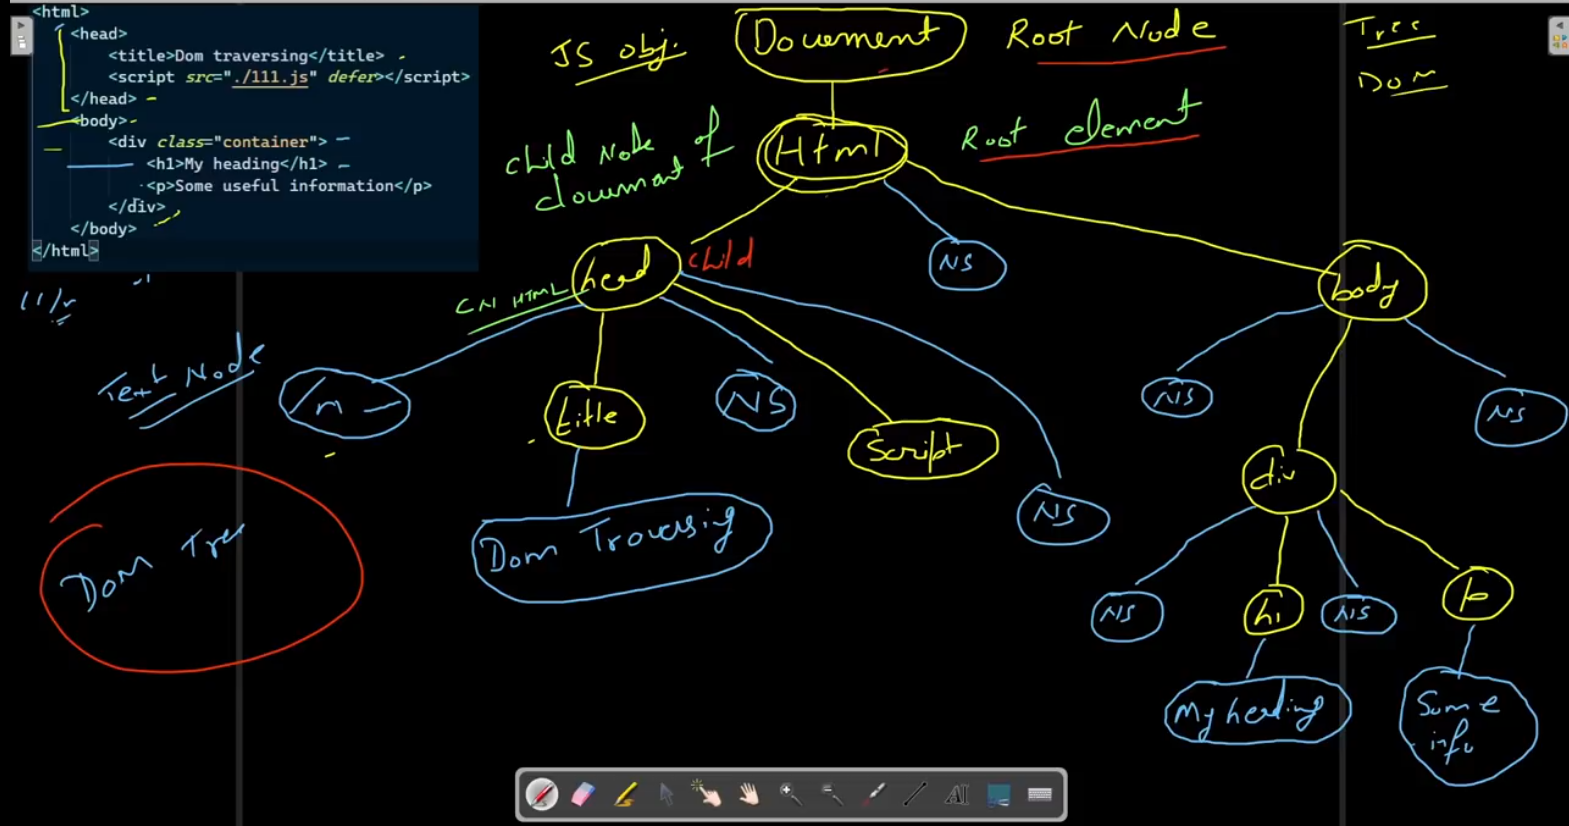 <html>
<head>
<title>Dom traversing</title>
<script src="./111.js" defer></script>
</head>
<body>
<div class="container">
<h1>My heading</h1>
<p>Some useful information</p>
</div>
</body>
</html>
JS obj.
Document
Root Node
Tree
DOM
Child Node of
document
Html
Root element
head
child
CN HTML
NS
body
Text Node
/n
title
NS
Script
NS
NS
NS
div
Dom Traversing
Dom Tree
NS
h1
NS
p
My heading
Some
info
AI